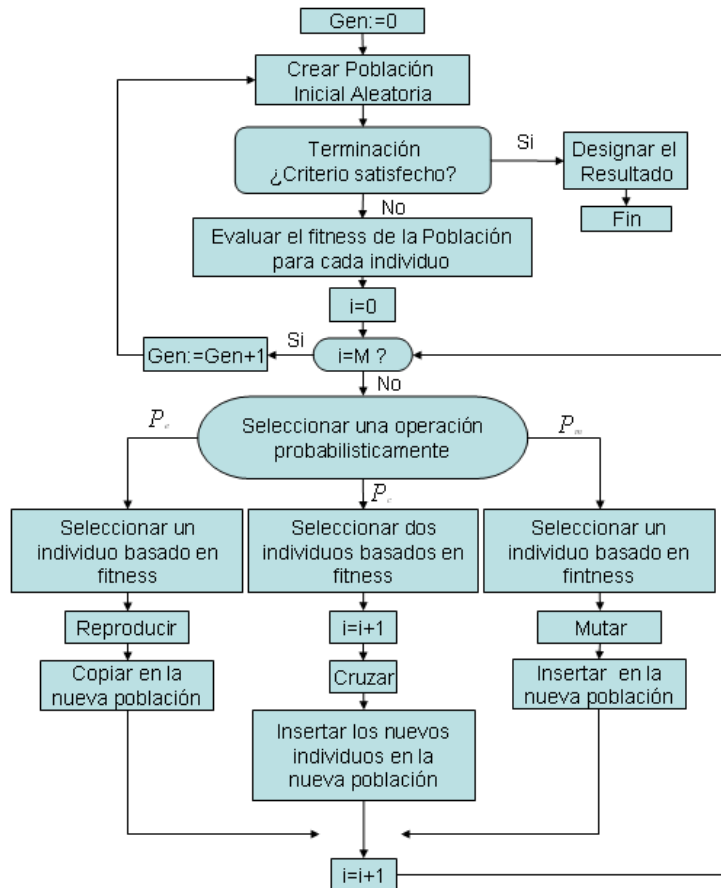 Gen:=0
Crear Población
Inicial Aleatoria
Terminación
¿Criterio satisfecho?
Si
Designar el
Resultado
Fin
No
Evaluar el fitness de la Población
para cada individuo
i=0
i=M ?
Si
Gen:=Gen+1
No
Seleccionar una operación
probabilisticamente
P
P c
P m
Seleccionar un
individuo basado en
fitness
Reproducir
Copiar en la
nueva población
Seleccionar dos
individuos basados en
fitness
i=i+1
Cruzar
Insertar los nuevos
individuos en la
nueva población
Seleccionar un
individuo basado en
fintness
Mutar
Insertar en la
nueva población
i=i+1